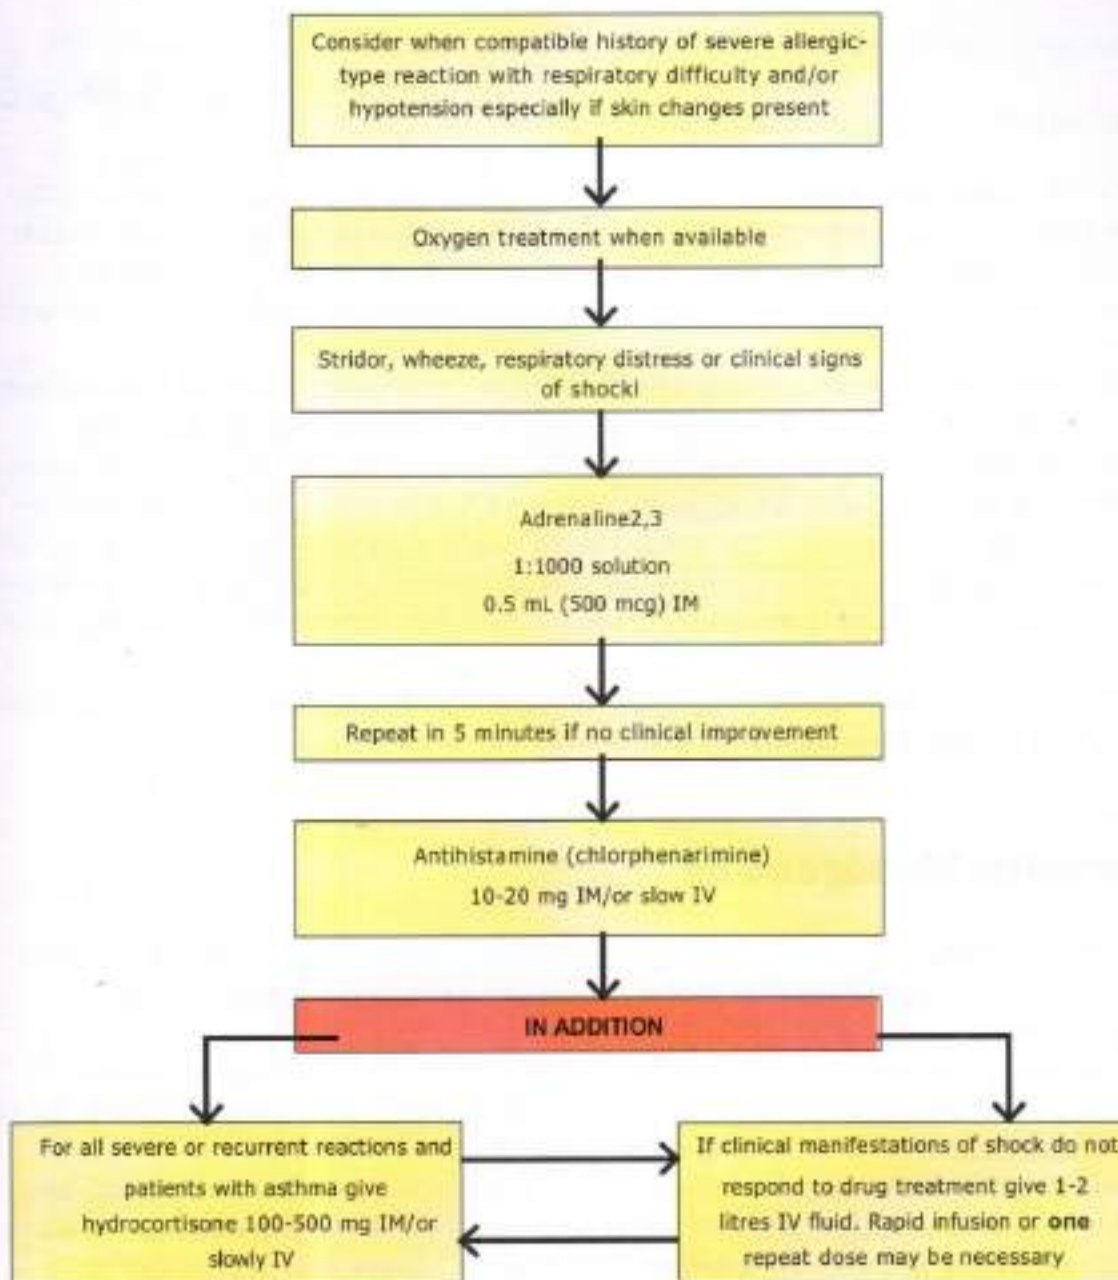 Consider when compatible history of severe allergic-
type reaction with respiratory difficulty and/or
hypotension especially if skin changes present
Oxygen treatment when available
Stridor, wheeze, respiratory distress or clinical signs
of shockl
Adrenaline2,3
1:1000 solution
0.5 mL (500 mcg) IM
Repeat in 5 minutes if no clinical improvement
Antihistamine (chlorphenarimine)
10-20 mg IM/or slow IV
IN ADDITION
For all severe or recurrent reactions and
patients with asthma give
hydrocortisone 100-500 mg IM/or
slowly IV
If clinical manifestations of shock do not
respond to drug treatment give 1-2
litres IV fluid. Rapid infusion or one
repeat dose may be necessary